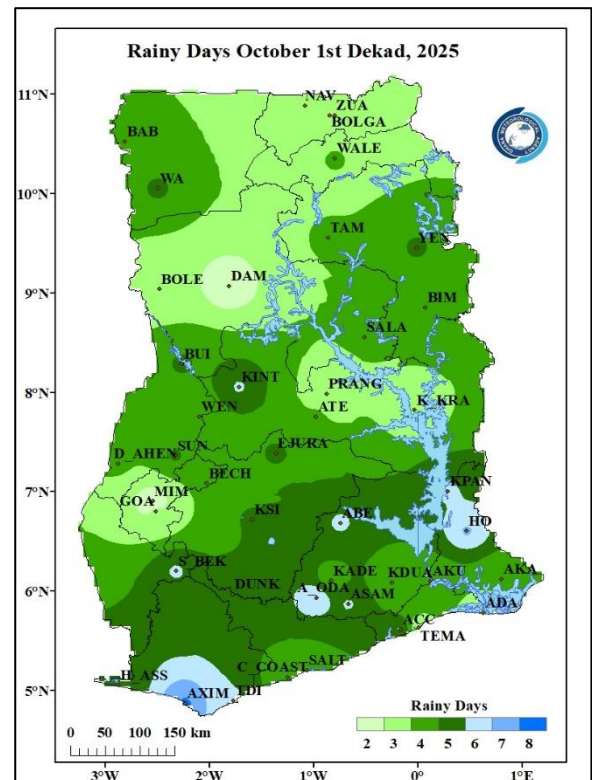 Rainy Days October 1st Dekad, 2025
11°N
NAV
ZUA
BOLGA
BAB
WALE
WA
10°N
TAM
YEN
BOLE
DAM
9°N
BIM
SALA
BUI
KINT
8°N
PRANG
K_KRA
WEN
ATE
D_AHEN
SUN
EJURA
BECH
7°N
KPAN
GOA
MIM
KSI
ABE
HO
S_BEK
KADE
KDUA
AKU
AKA
6°N
DUNK
A_ODA
ASAM
ADA
ACC
TEMA
C_COAST
SALT
5°N
H_ASS
AXIM
TDI
Rainy Days
2 3 4 5 6 7 8
0 50 100 150 km
3°W 2°W 1°W 0° 1°E